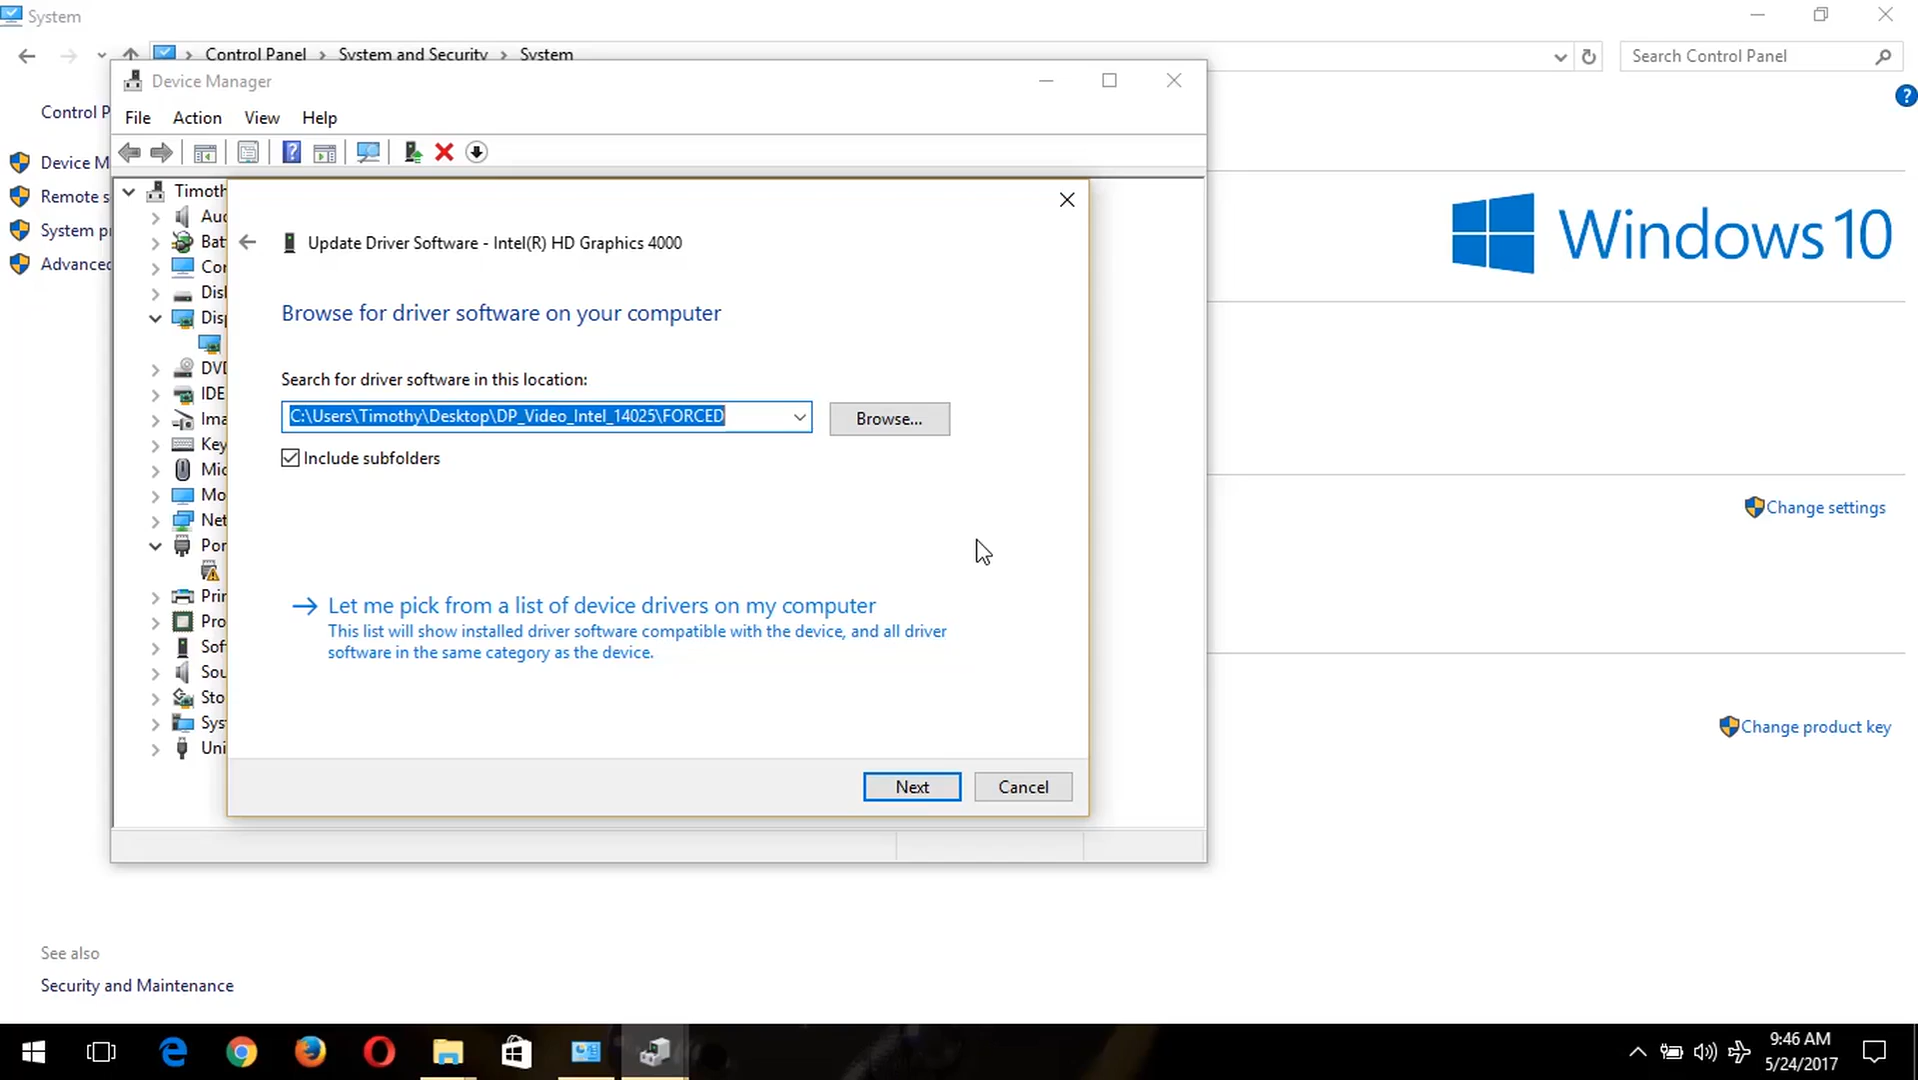 System
Control Panel
System and Security
System
Search Control Panel
Device Manager
Control P
File
Action
View
Help
Device M
Remote s
System pr
Advanced
Timoth
Aud
Bat
Cor
Disl
Disp
DVD
IDE
Ima
Key
Mic
Mo
Net
Por
Prin
Pro
Sof
Sou
Sto
Sys
Uni
Update Driver Software - Intel(R) HD Graphics 4000
Browse for driver software on your computer
Search for driver software in this location:
C:\Users\Timothy\Desktop\DP_Video_Intel_14025\FORCED
Browse...
Include subfolders
Let me pick from a list of device drivers on my computer
This list will show installed driver software compatible with the device, and all driver
software in the same category as the device.
Next
Cancel
Windows 10
Change settings
Change product key
See also
Security and Maintenance
9:46 AM
5/24/2017